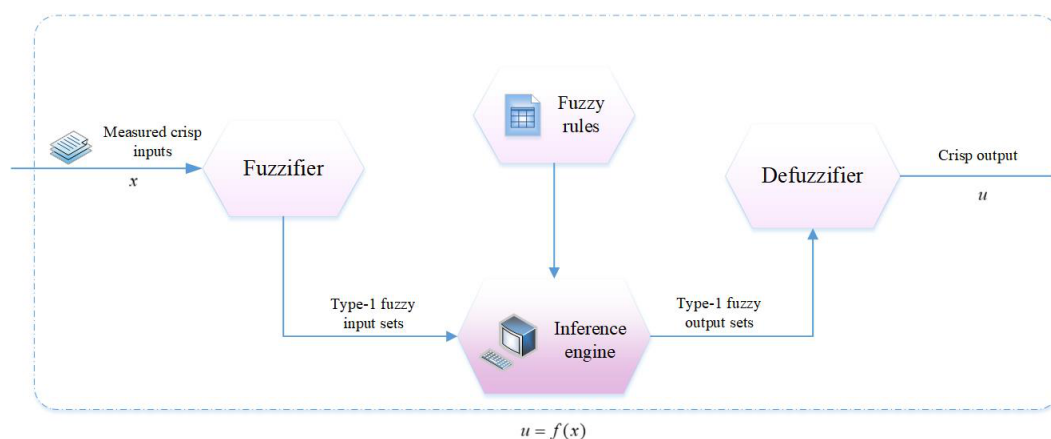 Measured crisp
inputs
x
Fuzzifier
Fuzzy
rules
Defuzzifier
Crisp output
u
Type-1 fuzzy
input sets
Inference
engine
Type-1 fuzzy
output sets
u = f(x)